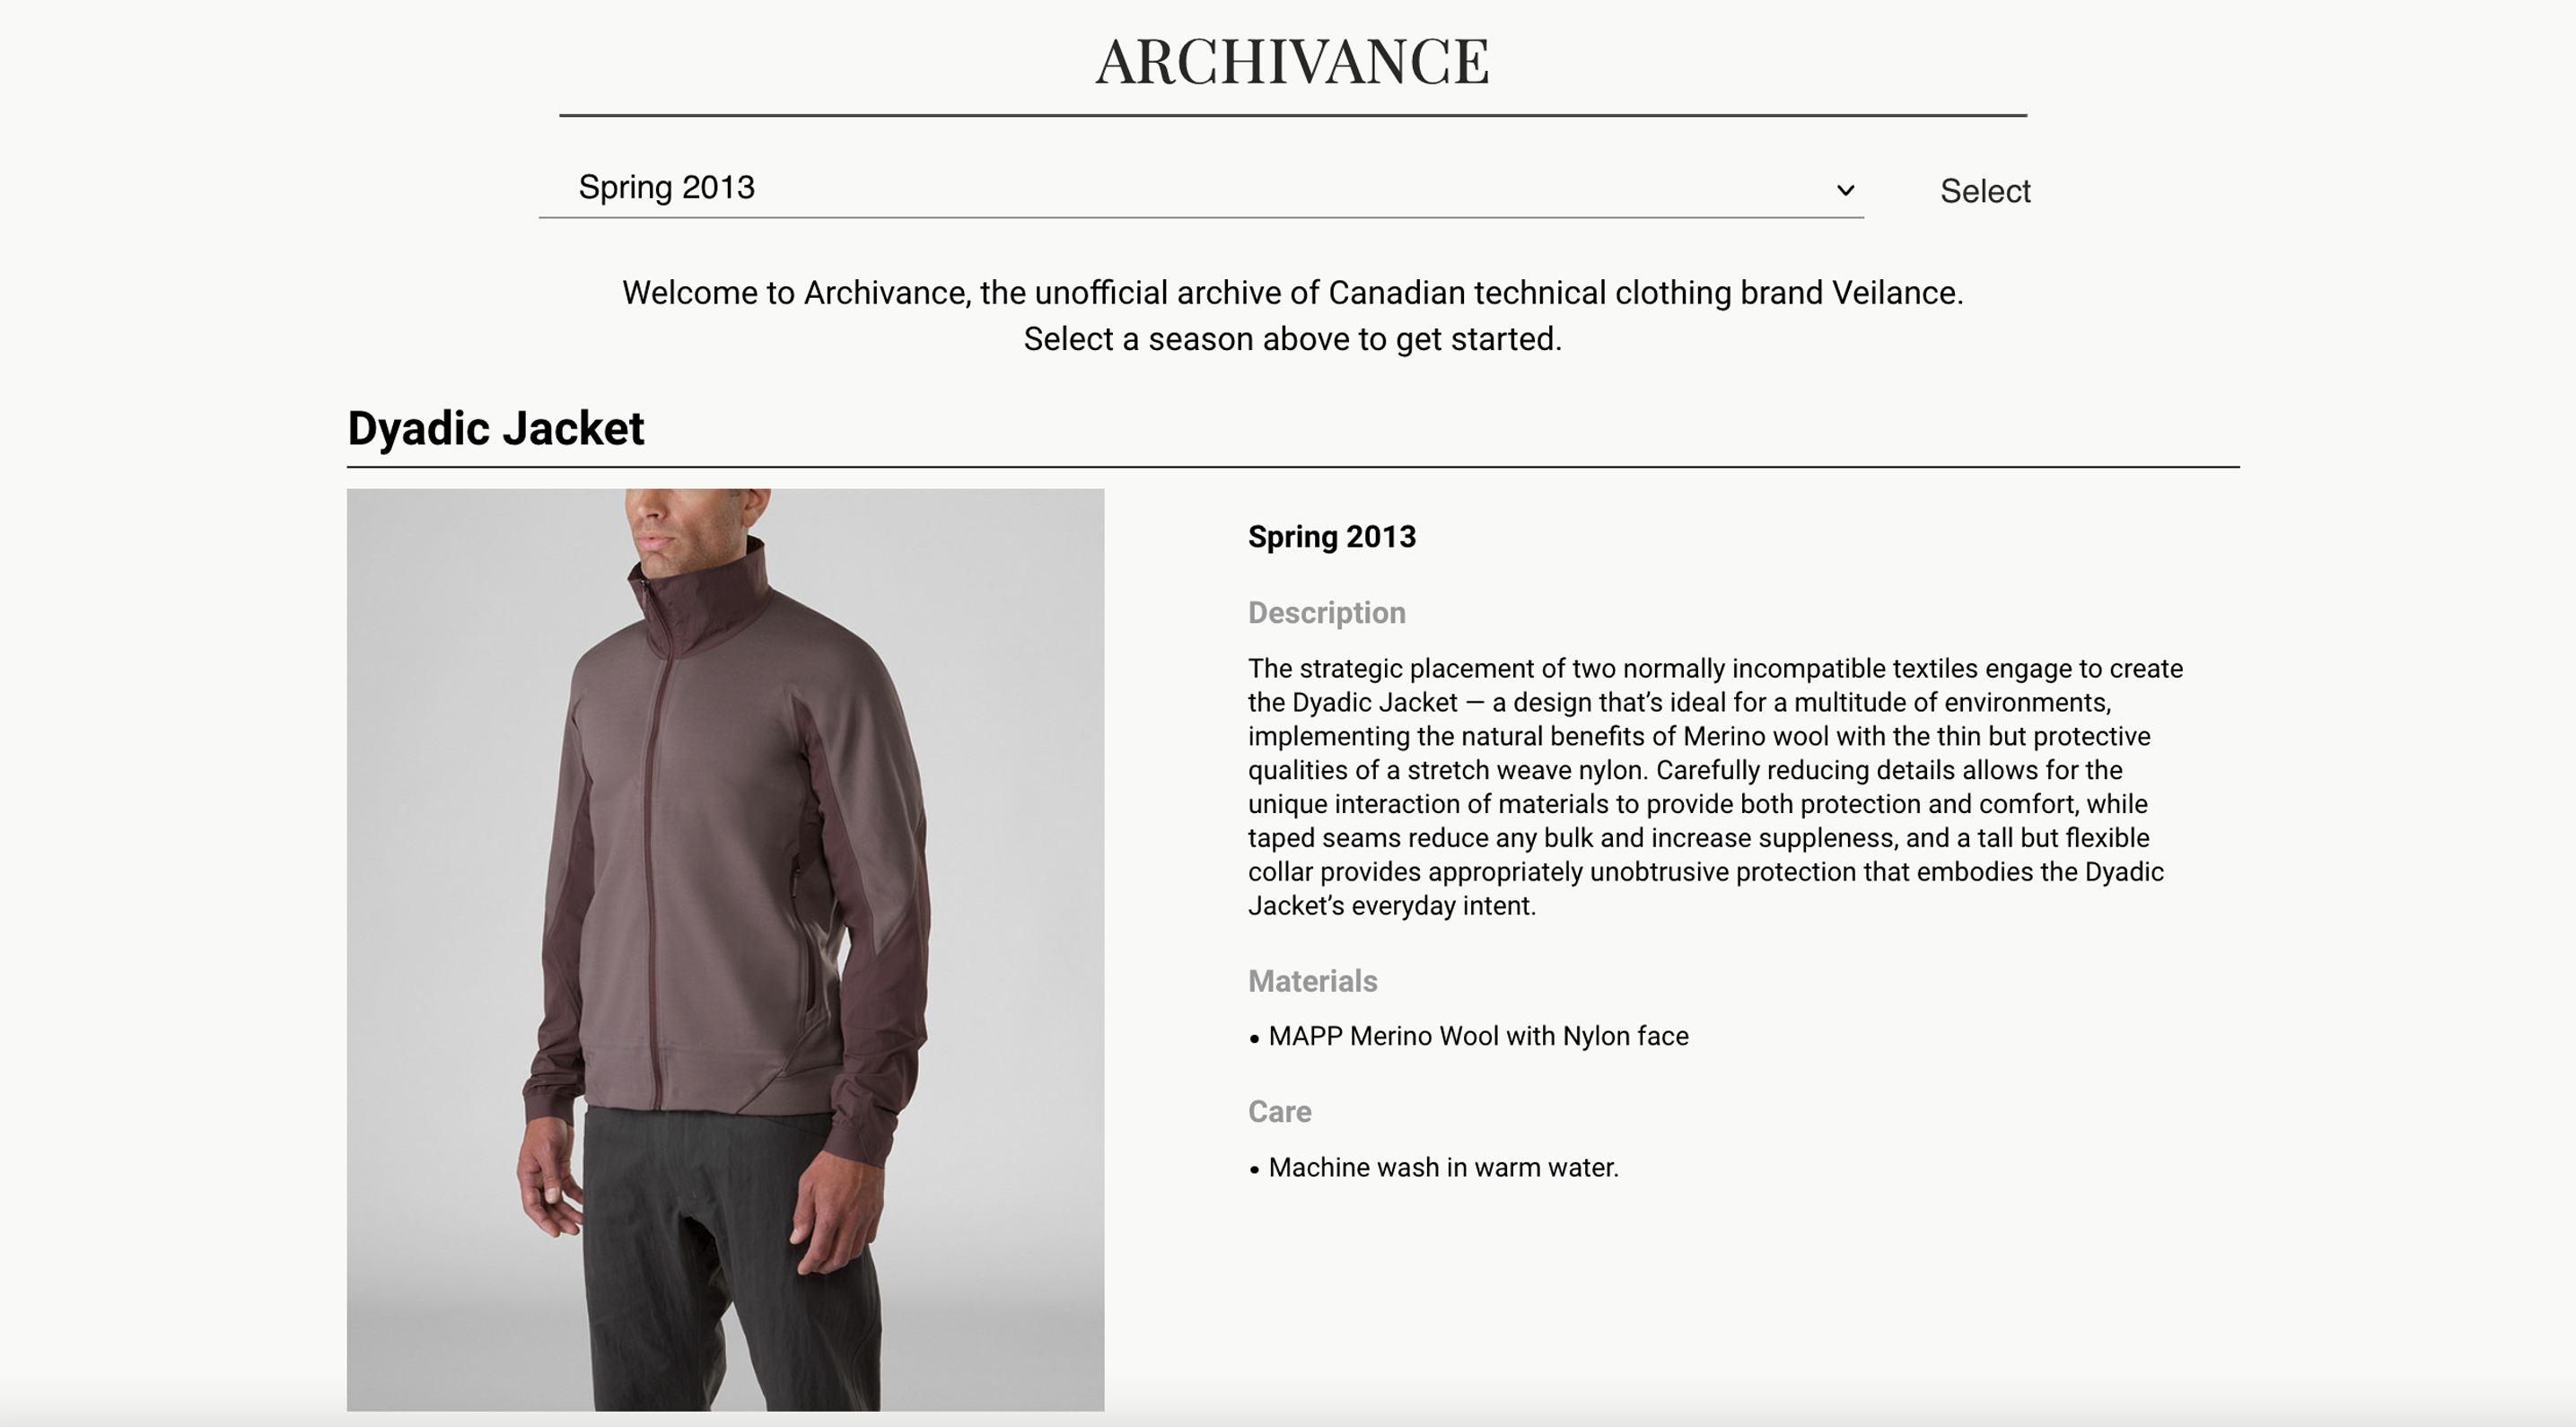 ARCHIVANCE
Spring 2013
Select
Welcome to Archivance, the unofficial archive of Canadian technical clothing brand Veilance.
Select a season above to get started.
Dyadic Jacket
Spring 2013
Description
The strategic placement of two normally incompatible textiles engage to create
the Dyadic Jacket — a design that’s ideal for a multitude of environments,
implementing the natural benefits of Merino wool with the thin but protective
qualities of a stretch weave nylon. Carefully reducing details allows for the
unique interaction of materials to provide both protection and comfort, while
taped seams reduce any bulk and increase suppleness, and a tall but flexible
collar provides appropriately unobtrusive protection that embodies the Dyadic
Jacket’s everyday intent.
Materials
• MAPP Merino Wool with Nylon face
Care
• Machine wash in warm water.